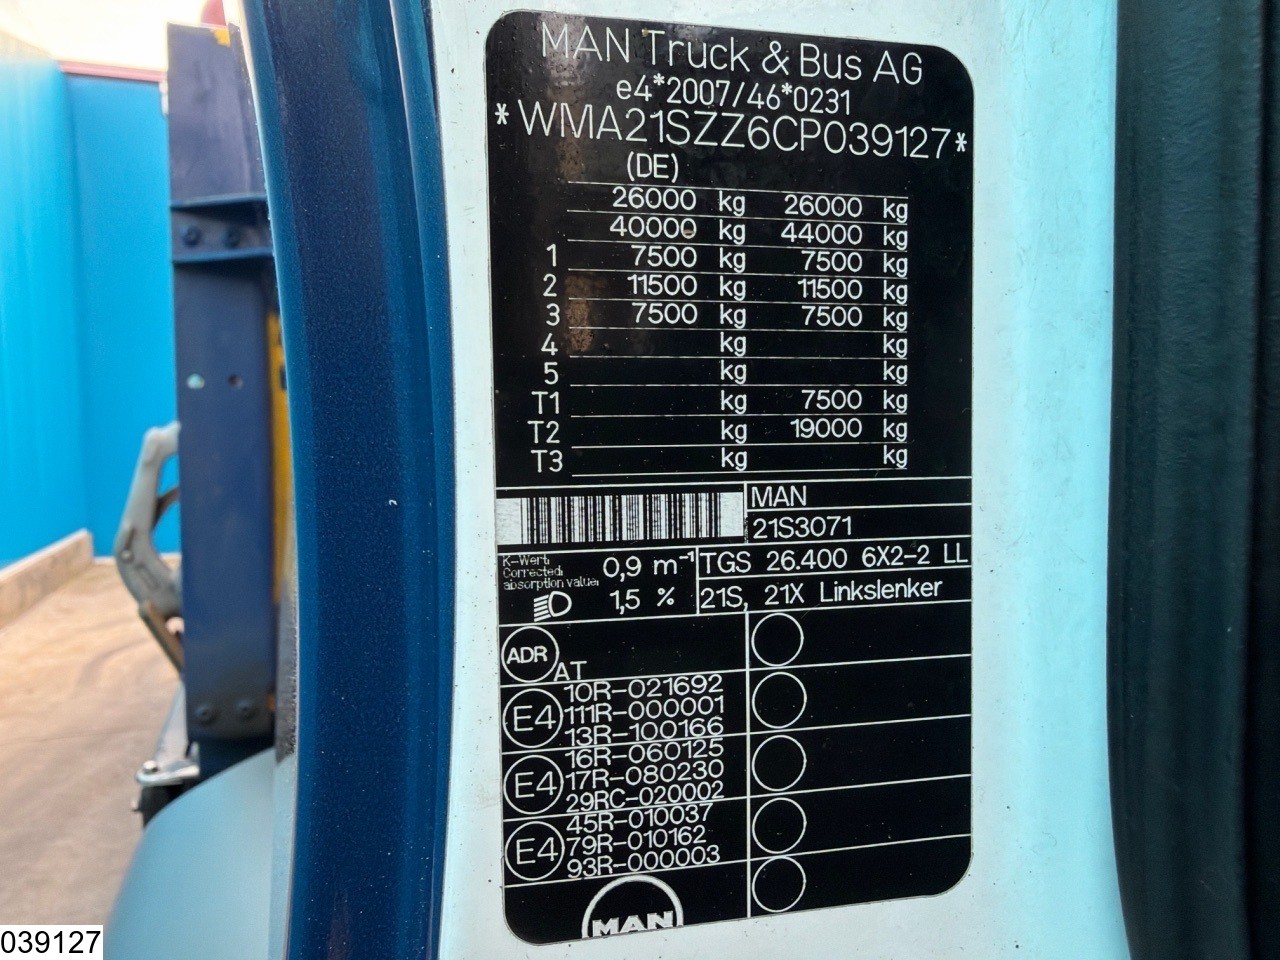 MAN Truck & Bus AG
e4*2007/46*0231
*WMA21SZZ6CP039127*
(DE)
26000 kg 26000 kg
40000 kg 44000 kg
1 7500 kg 7500 kg
2 11500 kg 11500 kg
3 7500 kg 7500 kg
4 kg kg
5 kg kg
T1 kg 7500 kg
T2 kg 19000 kg
T3 kg kg
MAN
21S3071
K-Wert:
Corrected:
absorption value:
0,9 m⁻¹
TGS 26.400 6X2-2 LL
1,5 %
21S, 21X Linkslenker
ADR AT
E4
10R-021692
111R-000001
13R-100166
E4
16R-060125
17R-080230
29RC-020002
E4
45R-010037
79R-010162
93R-000003
MAN
039127